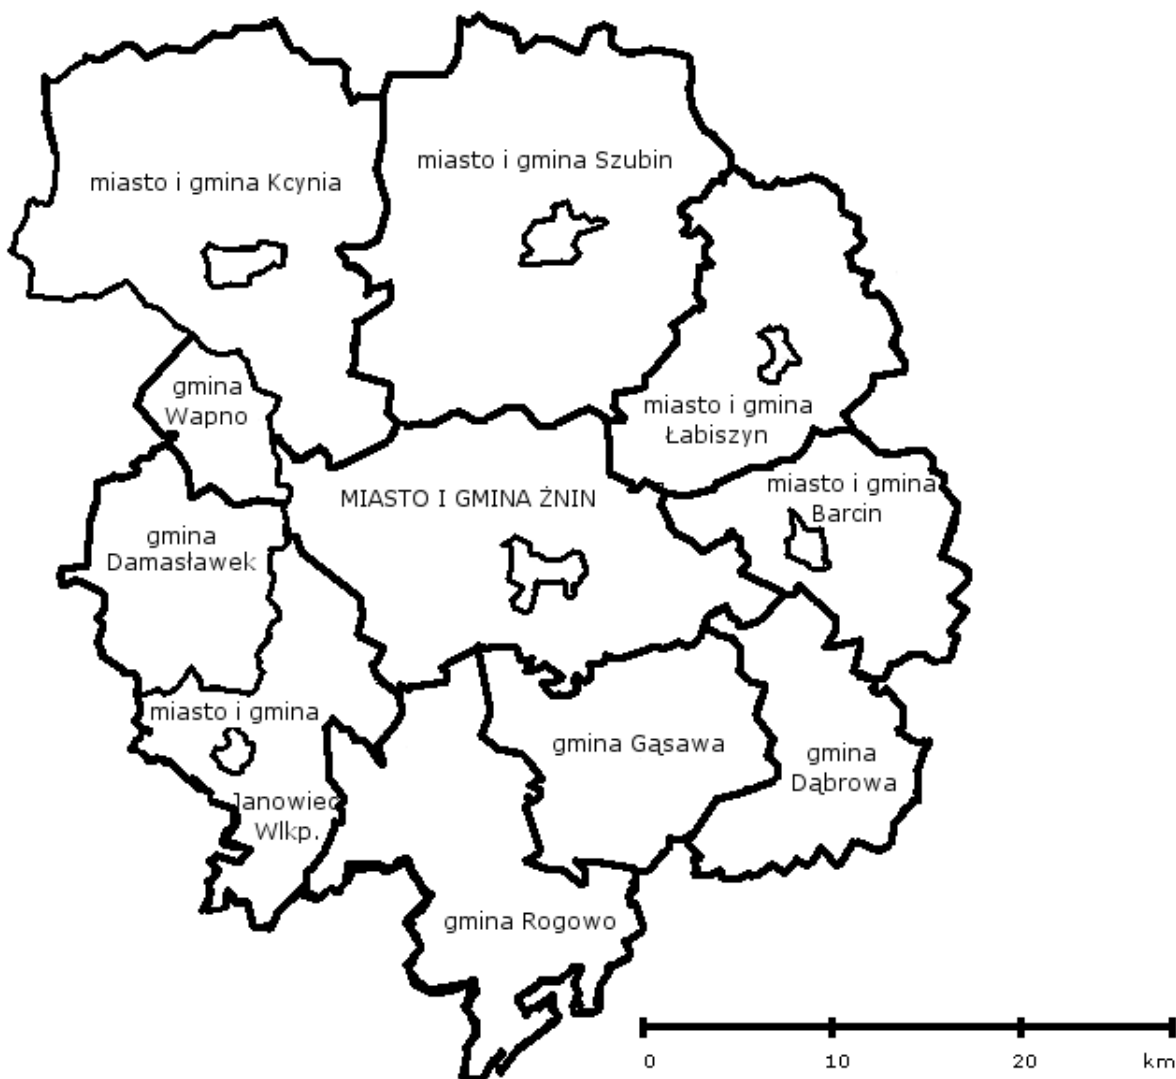 miasto i gmina Szubin
miasto i gmina Kcynia
gmina
Wapno
miasto i gmina
Łabiszyn
MIASTO I GMINA ŻNIN
miasto i gmina
Barcin
gmina
Damasławek
miasto i gmina
Janowiec
Wlkp.
gmina Gąsawa
gmina
Dąbrowa
gmina Rogowo
0 10 20 km